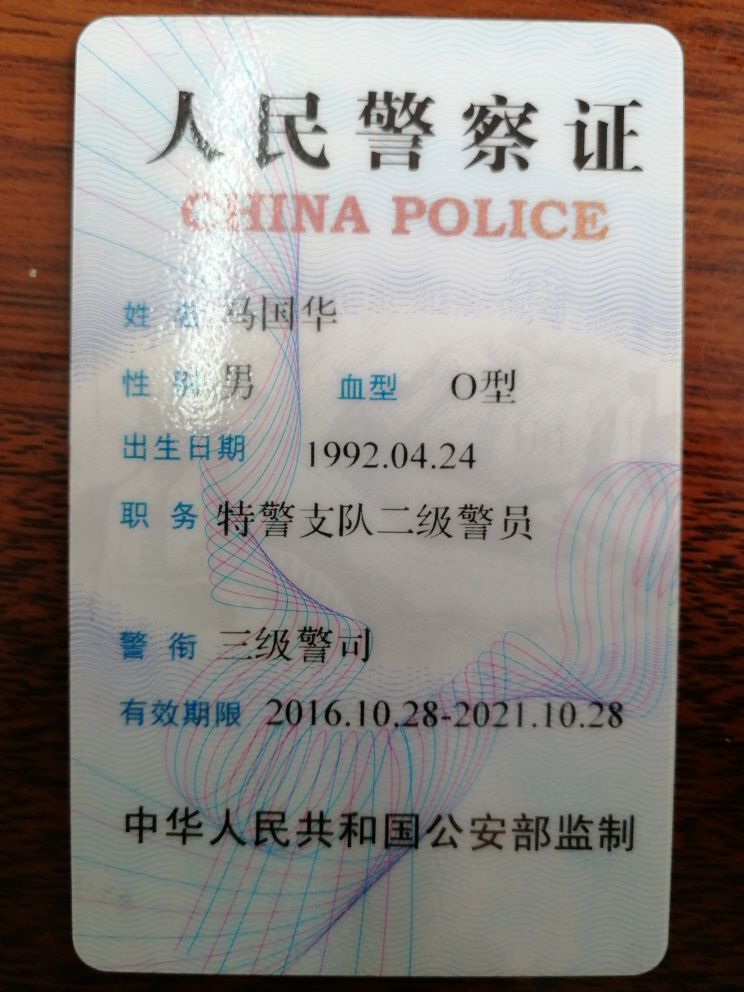 人民警察证
CHINA POLICE
姓 名 马国华
性 别 男 血型 O型
出生日期 1992.04.24
职 务 特警支队二级警员
警 衔 三级警司
有效期限 2016.10.28-2021.10.28
中华人民共和国公安部监制